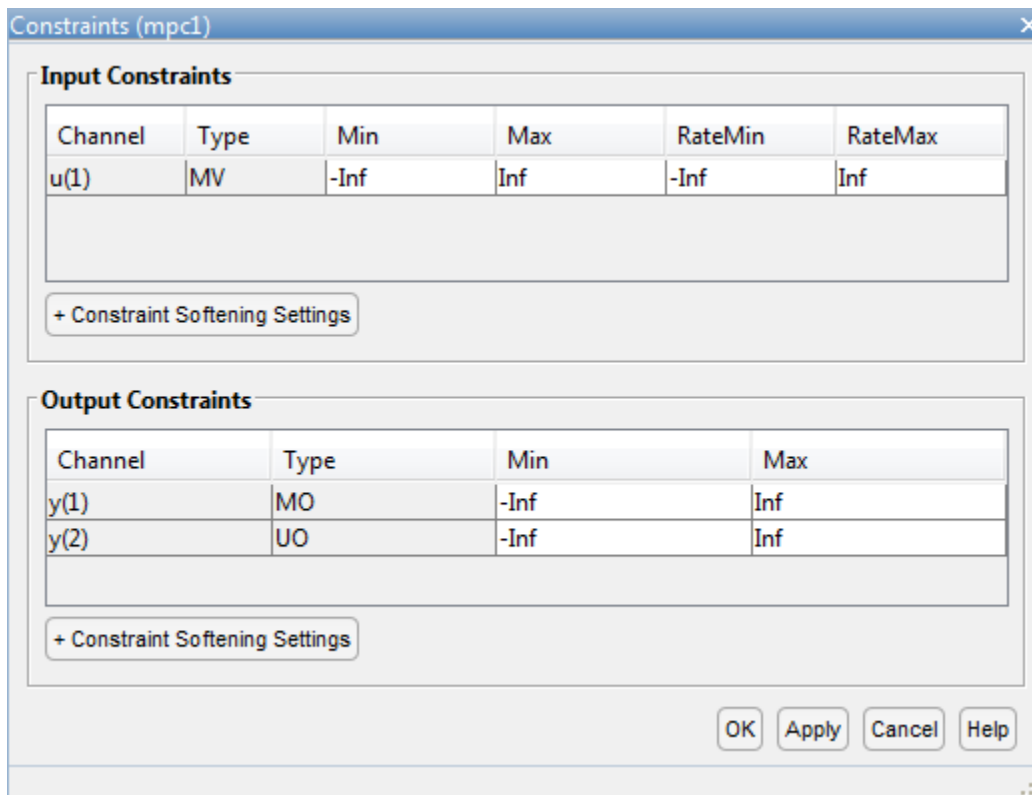 Constraints (mpc1)
Input Constraints
Channel Type Min Max RateMin RateMax
u(1) MV -Inf Inf -Inf Inf
+ Constraint Softening Settings
Output Constraints
Channel Type Min Max
y(1) MO -Inf Inf
y(2) UO -Inf Inf
+ Constraint Softening Settings
OK Apply Cancel Help